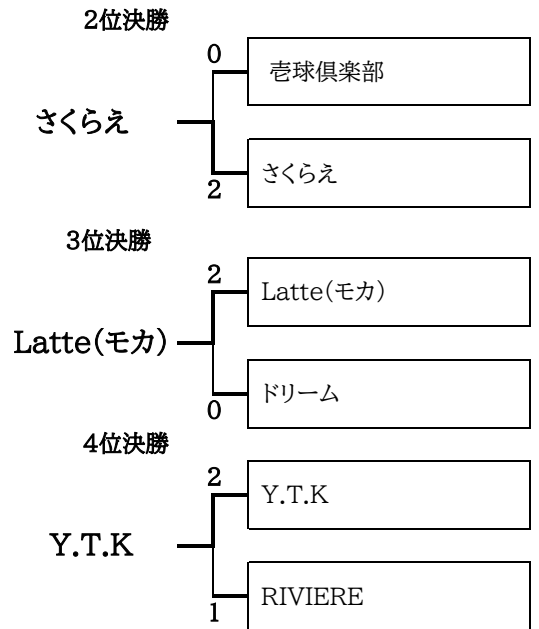 2位決勝
0
壱球倶楽部
さくらえ
2
さくらえ
3位決勝
2
Latte(モカ)
Latte(モカ)
0
ドリーム
4位決勝
2
Y.T.K
Y.T.K
1
RIVIERE